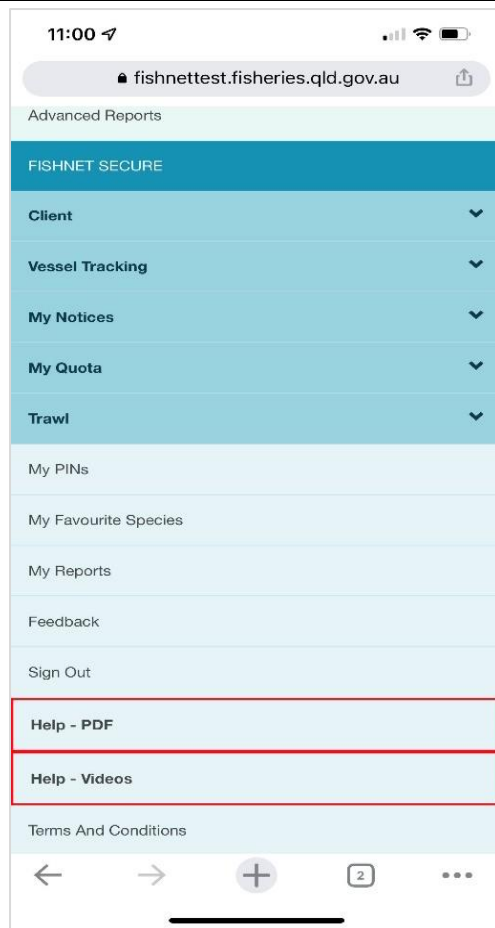 11:00
fishnettest.fisheries.qld.gov.au
Advanced Reports
FISHNET SECURE
Client
Vessel Tracking
My Notices
My Quota
Trawl
My PINs
My Favourite Species
My Reports
Feedback
Sign Out
Help - PDF
Help - Videos
Terms And Conditions
2